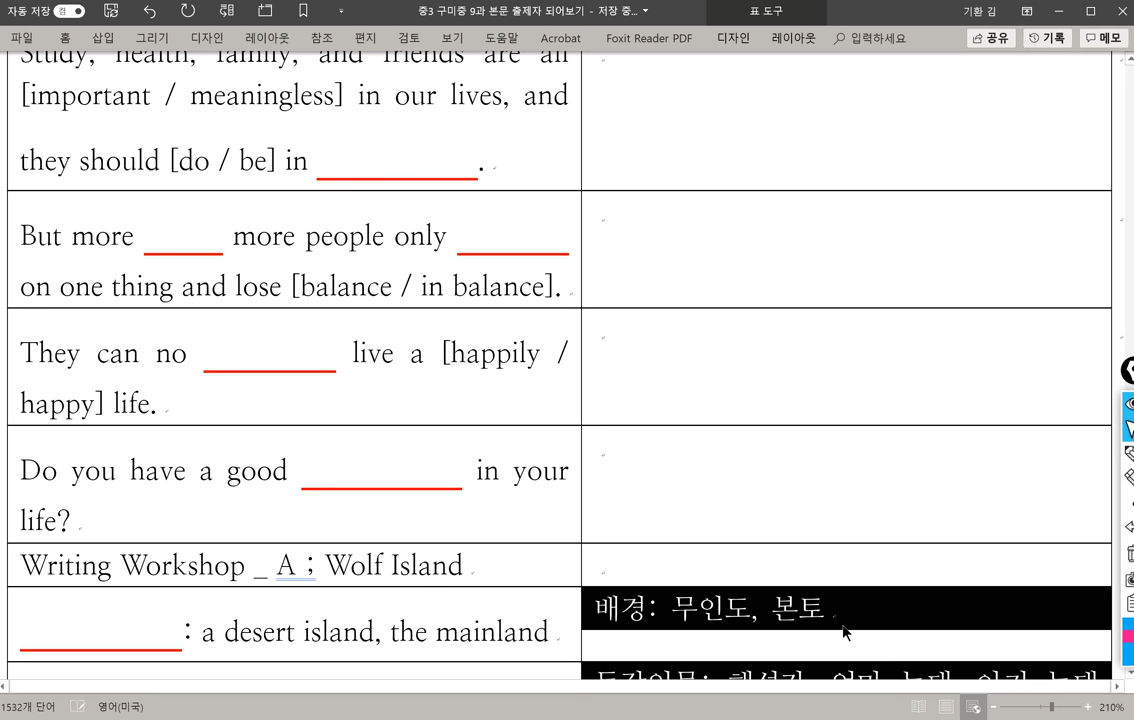 자동 저장 컴 중3 구미중 9과 본문 출제자 되어보기 - 저장 중... 표 도구 기환 김
파일 홈 삽입 그리기 디자인 레이아웃 참조 편지 검토 보기 도움말 Acrobat Foxit Reader PDF 디자인 레이아웃 입력하세요 공유 기록 메모
Study, health, family, and friends are all
[important / meaningless] in our lives, and
they should [do / be] in ____________.
But more ______ more people only ________
on one thing and lose [balance / in balance].
They can no __________ live a [happily /
happy] life.
Do you have a good ____________ in your
life?
Writing Workshop _ A ; Wolf Island
____________ : a desert island, the mainland
배경: 무인도, 본토
1532개 단어 영어(미국) 210%